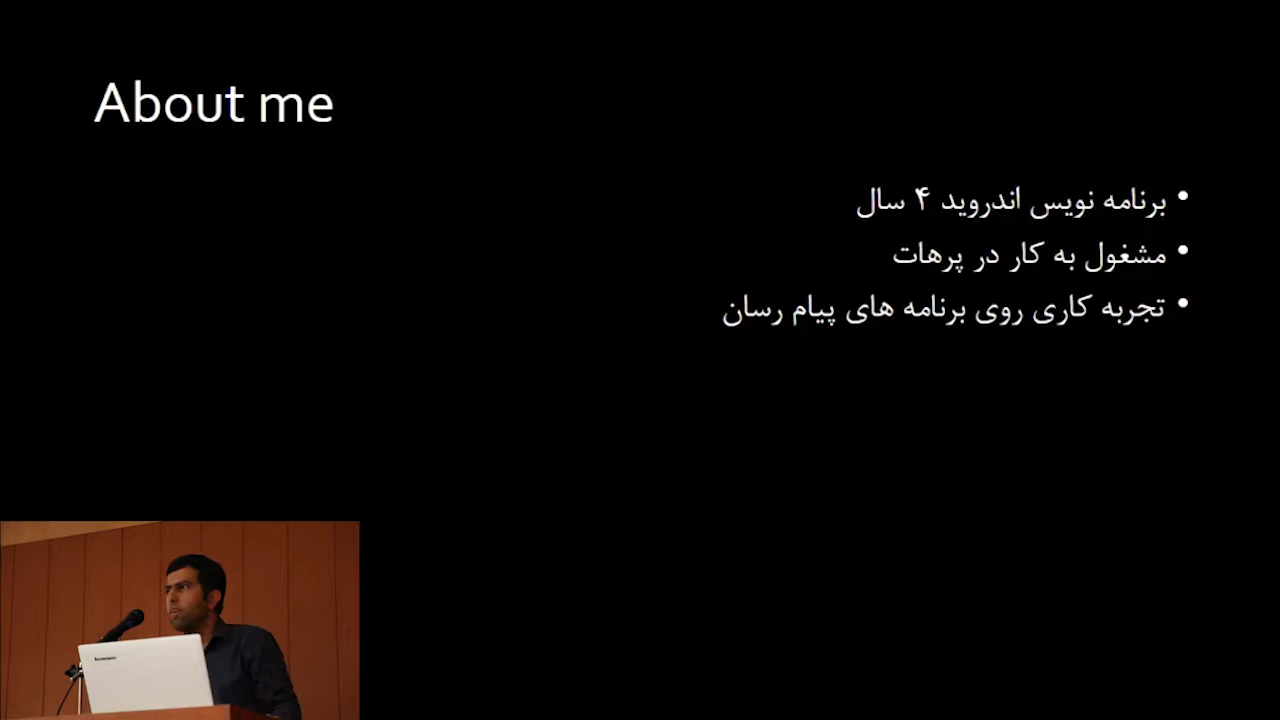 About me
• برنامه نویس اندروید ۴ سال
• مشغول به کار در پرهات
• تجربه کاری روی برنامه های پیام رسان
lenovo